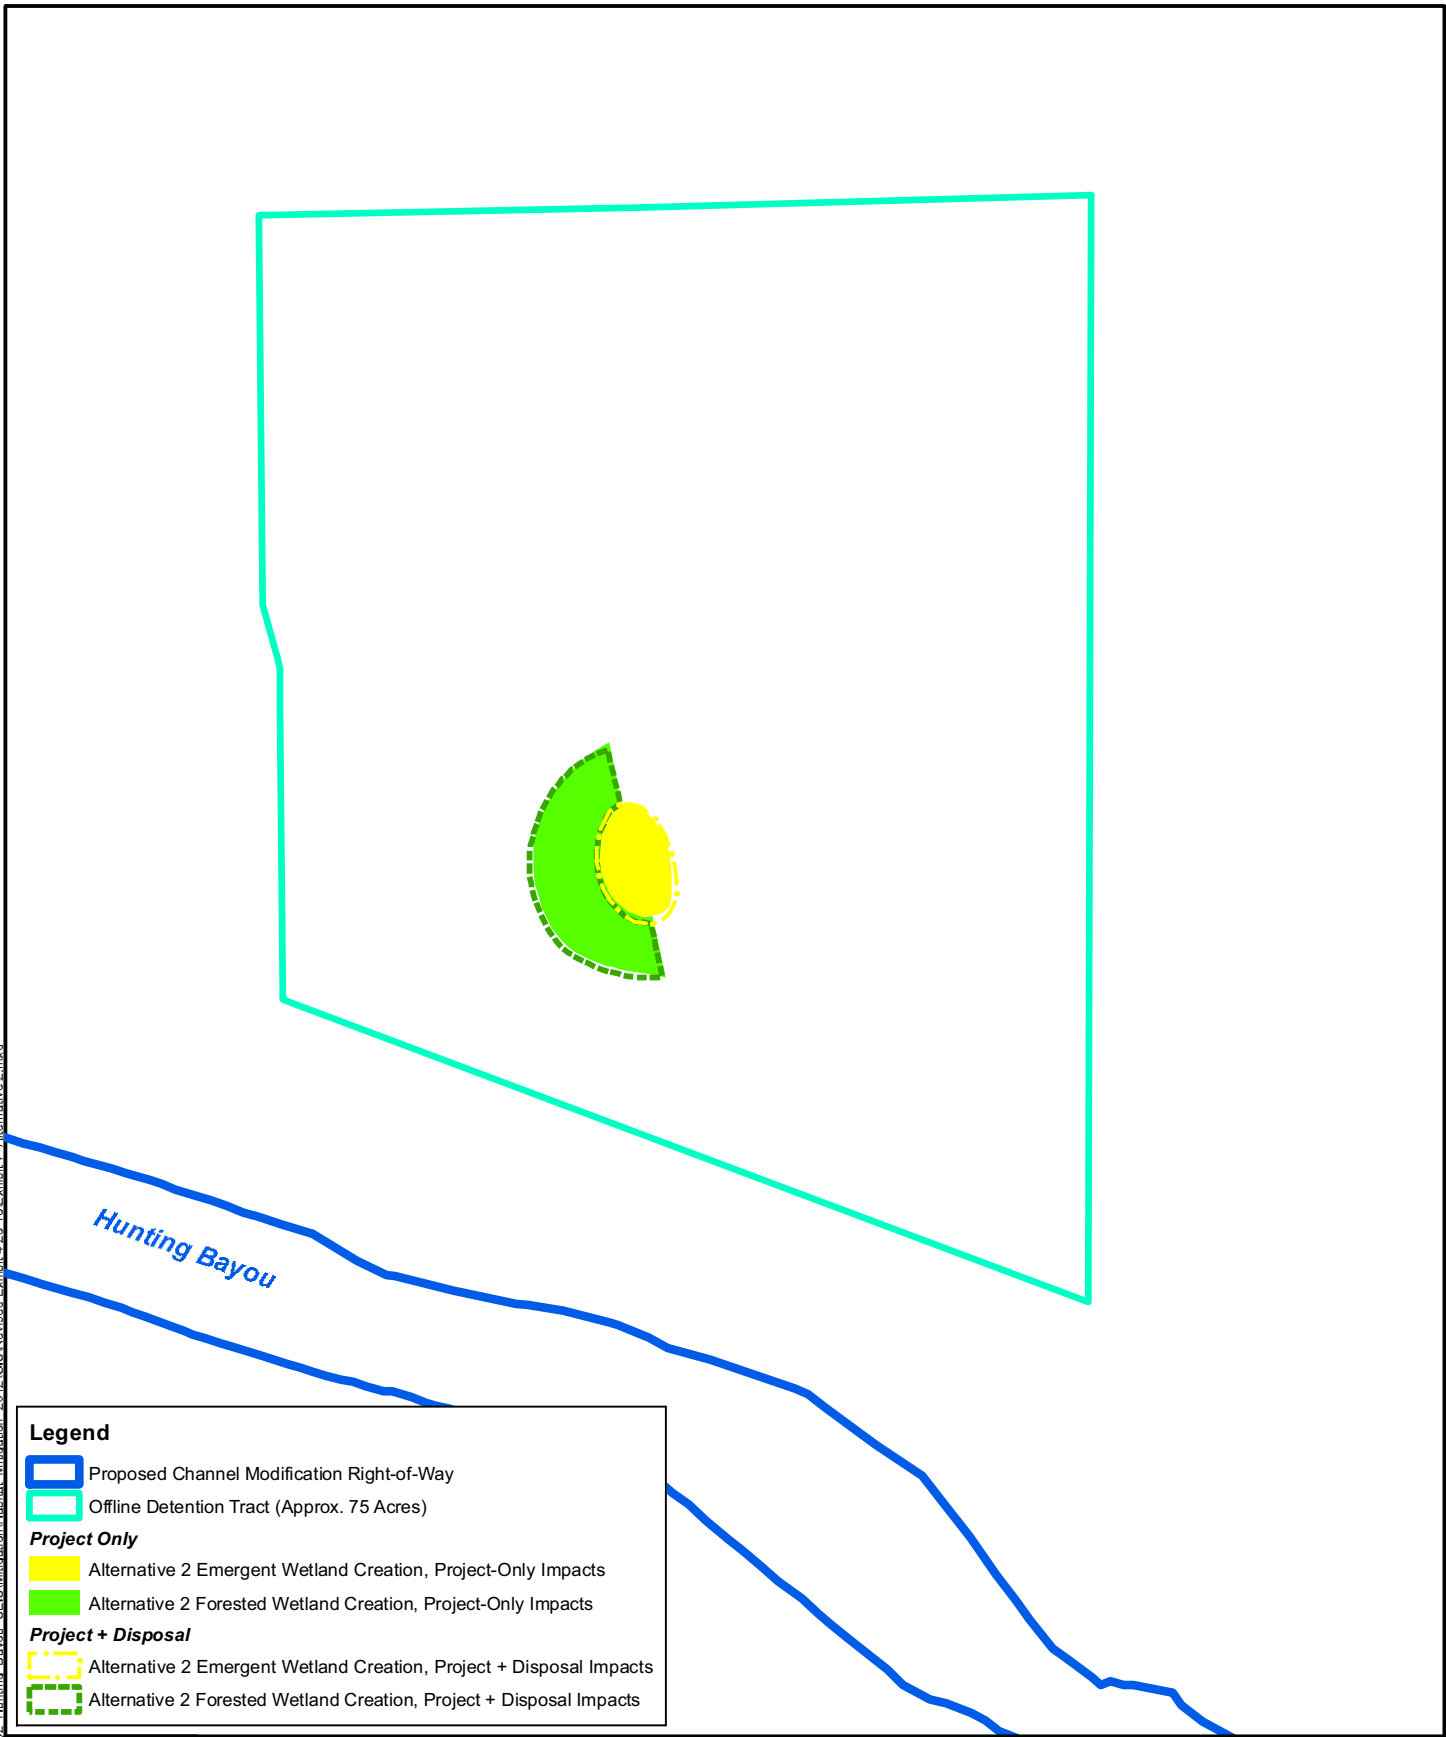 Hunting Bayou
Legend
Proposed Channel Modification Right-of-Way
Offline Detention Tract (Approx. 75 Acres)
Project Only
Alternative 2 Emergent Wetland Creation, Project-Only Impacts
Alternative 2 Forested Wetland Creation, Project-Only Impacts
Project + Disposal
Alternative 2 Emergent Wetland Creation, Project + Disposal Impacts
Alternative 2 Forested Wetland Creation, Project + Disposal Impacts